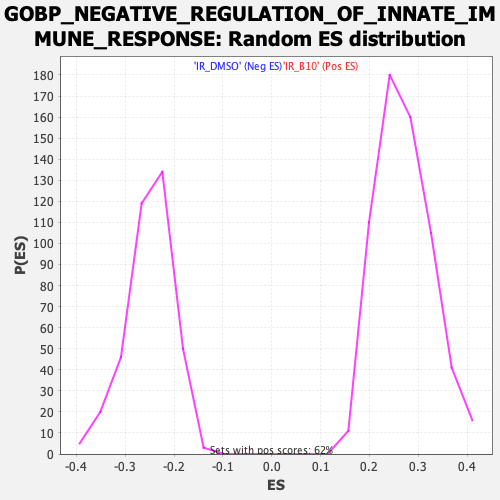 GOBP_NEGATIVE_REGULATION_OF_INNATE_IM
MUNE_RESPONSE: Random ES distribution
'IR_DMSO' (Neg ES)'IR_B10' (Pos ES)
180
170
160
150
140
130
120
110
100
90
80
70
60
50
40
30
20
10
0
P(ES)
Sets with pos scores: 62%
-0.4 -0.3 -0.2 -0.1 0.0 0.1 0.2 0.3 0.4
ES